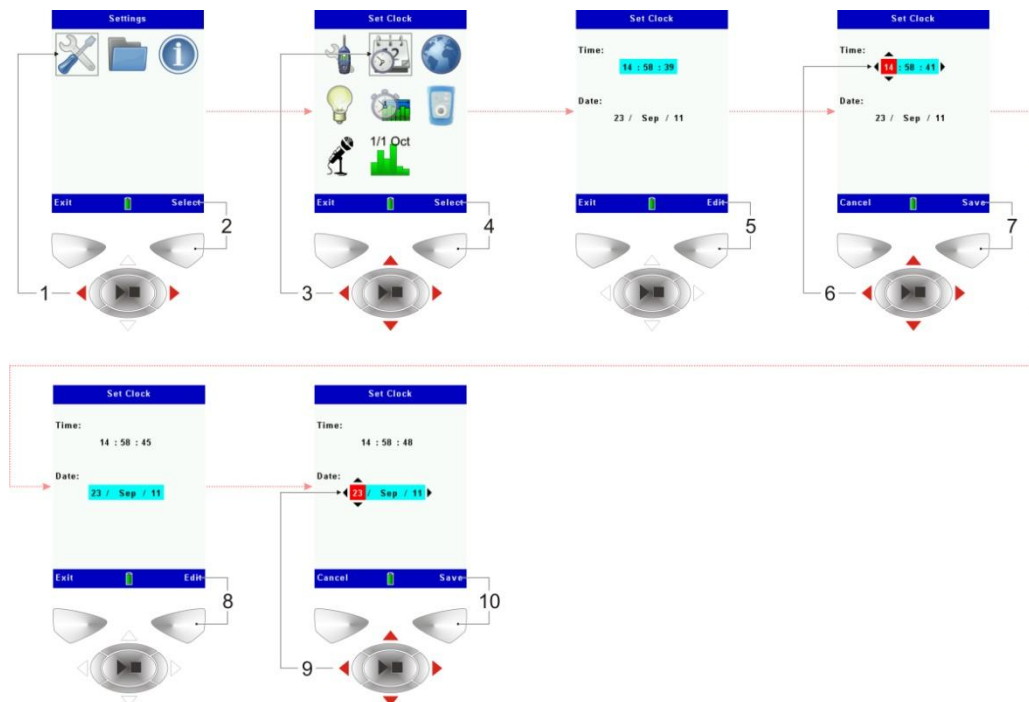 Settings
Exit Select
2
1
Set Clock
12
1/1 Oct
Exit Select
4
3
Set Clock
Time:
14 : 58 : 39
Date:
23 / Sep / 11
Exit Edit
5
Set Clock
Time:
14 : 58 : 41
Date:
23 / Sep / 11
Cancel Save
7
6
Set Clock
Time:
14 : 58 : 45
Date:
23 / Sep / 11
Exit Edit
8
Set Clock
Time:
14 : 58 : 48
Date:
23 / Sep / 11
Cancel Save
10
9